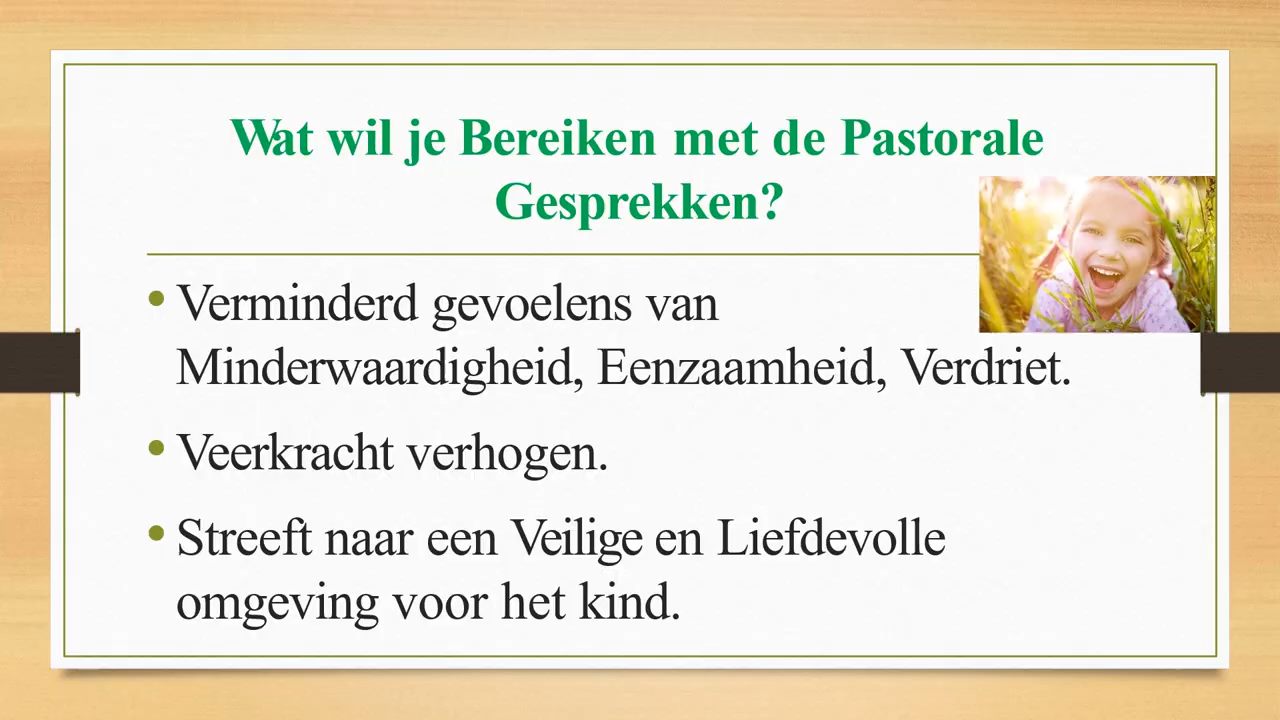 Wat wil je Bereiken met de Pastorale
Gesprekken?
• Verminderd gevoelens van
Minderwaardigheid, Eenzaamheid, Verdriet.
• Veerkracht verhogen.
• Streeft naar een Veilige en Liefdevolle
omgeving voor het kind.